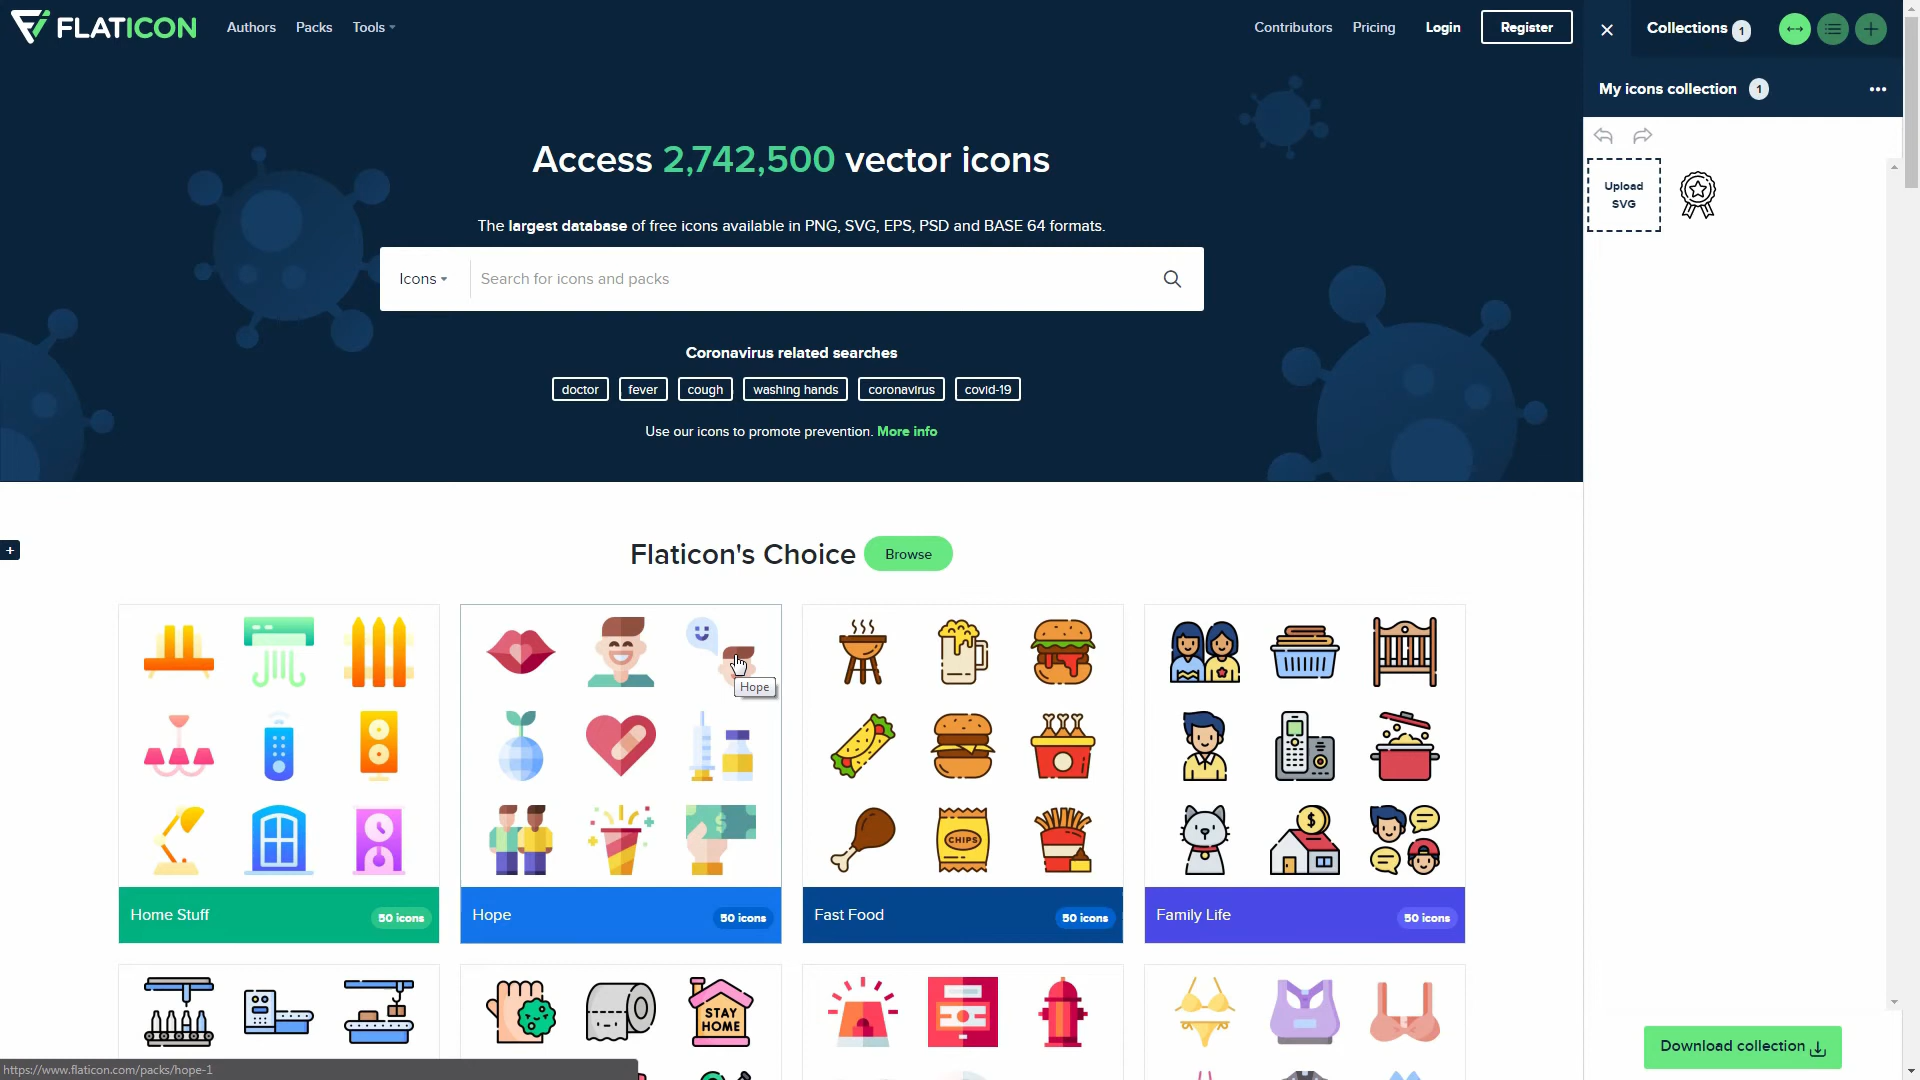 FLATICON
Authors
Packs
Tools
Contributors
Pricing
Login
Register
Collections 1
My icons collection 1
Upload
SVG
Access 2,742,500 vector icons
The largest database of free icons available in PNG, SVG, EPS, PSD and BASE 64 formats.
Icons
Search for icons and packs
Coronavirus related searches
doctor
fever
cough
washing hands
coronavirus
covid-19
Use our icons to promote prevention. More info
Flaticon's Choice
Browse
Hope
CHIPS
Home Stuff
50 icons
Hope
50 icons
Fast Food
50 icons
Family Life
50 icons
STAY
HOME
Download collection
https://www.flaticon.com/packs/hope-1